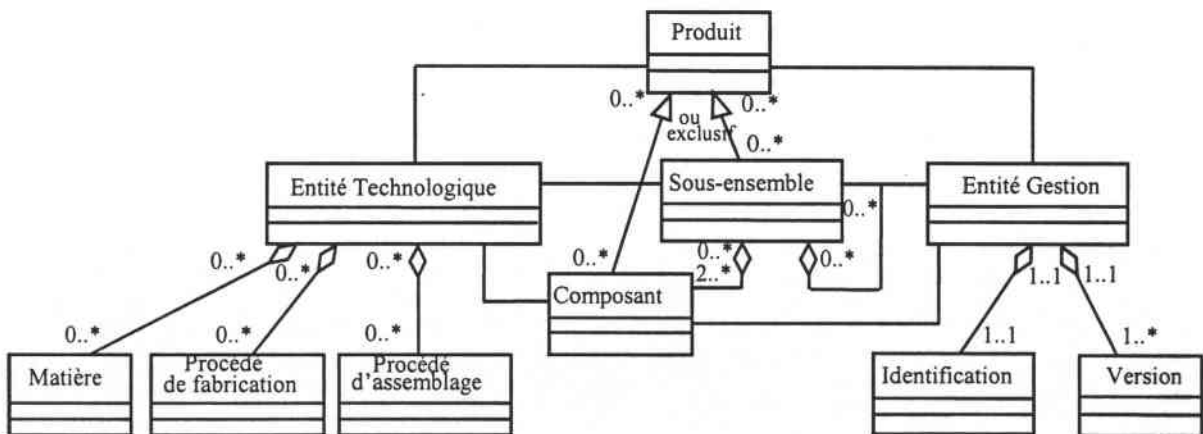 Produit
0..*
0..*
ou
exclusif
0..*
Entité Technologique
Sous-ensemble
Entité Gestion
0..*
0..*
0..*
0..*
0..*
0..*
0..*
2..*
Composant
1..1
1..1
0..*
0..*
0..*
1..1
1..*
Matière
Procédé
de fabrication
Procédé
d'assemblage
Identification
Version